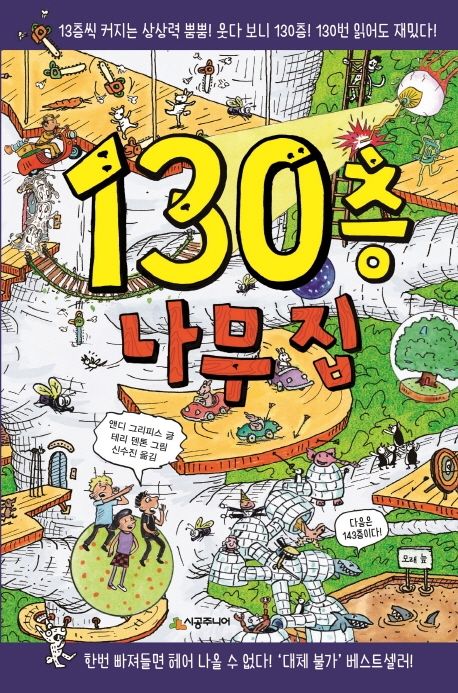 13층씩 커지는 상상력 뿜뿜! 웃다 보니 130층! 130번 읽어도 재밌다!
130층
나무 집
앤디 그리피스 글
테리 덴톤 그림
신수진 옮김
다음은
143층이다!
모래 늪
시공주니어
한번 빠져들면 헤어 나올 수 없다! ‘대체 불가’ 베스트셀러!